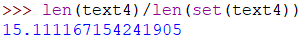 >>> len(text4)/len(set(text4))
15.111167154241905